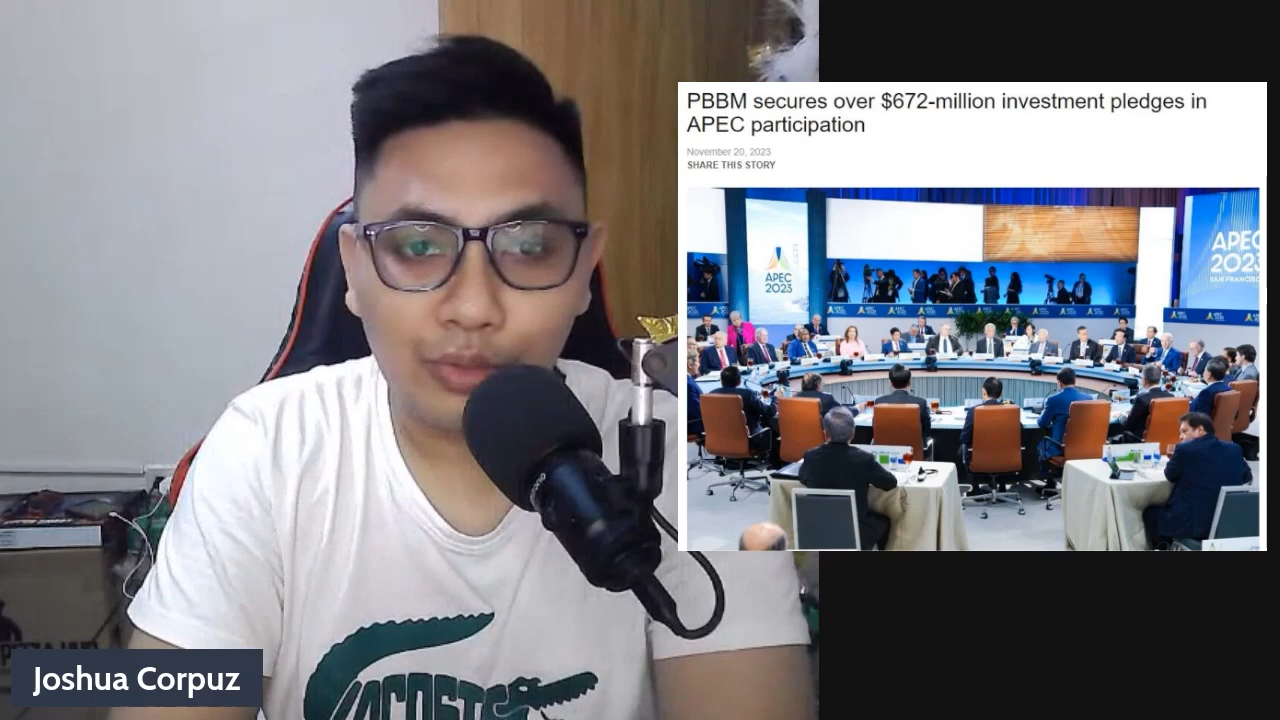 PBBM secures over $672-million investment pledges in
APEC participation
November 20, 2023
SHARE THIS STORY
APEC
2023
APEC
2023
SAN FRANCISCO
LACOSTE
Joshua Corpuz